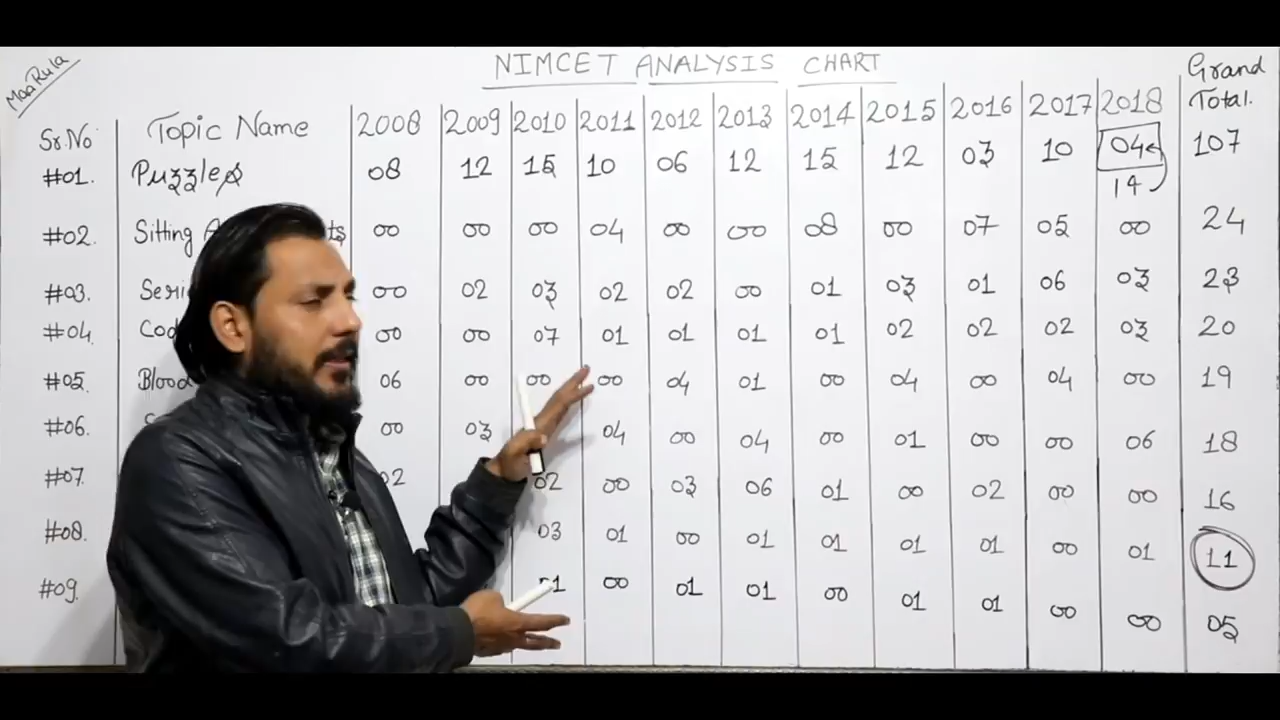 MaaRula
NIMCET ANALYSIS CHART
Sr.No Topic Name 2008 2009 2010 2011 2012 2013 2014 2015 2016 2017 2018 Grand Total.
#01. Puzzles 08 12 15 10 06 12 15 12 03 10 04 107
14
#02. Sitting ts 00 00 00 04 00 00 08 00 07 05 00 24
#03. Seri 00 02 03 02 02 00 01 03 01 06 03 23
#04. Cod 00 00 07 01 01 01 01 02 02 02 03 20
#05. Blood 06 00 00 00 04 01 00 04 00 04 00 19
#06. 00 03 04 00 04 00 01 00 00 06 18
#07. 02 02 00 03 06 01 00 02 00 00 16
#08. 03 01 00 01 01 01 01 00 01 11
#09. 01 00 01 01 00 01 01 00 00 05